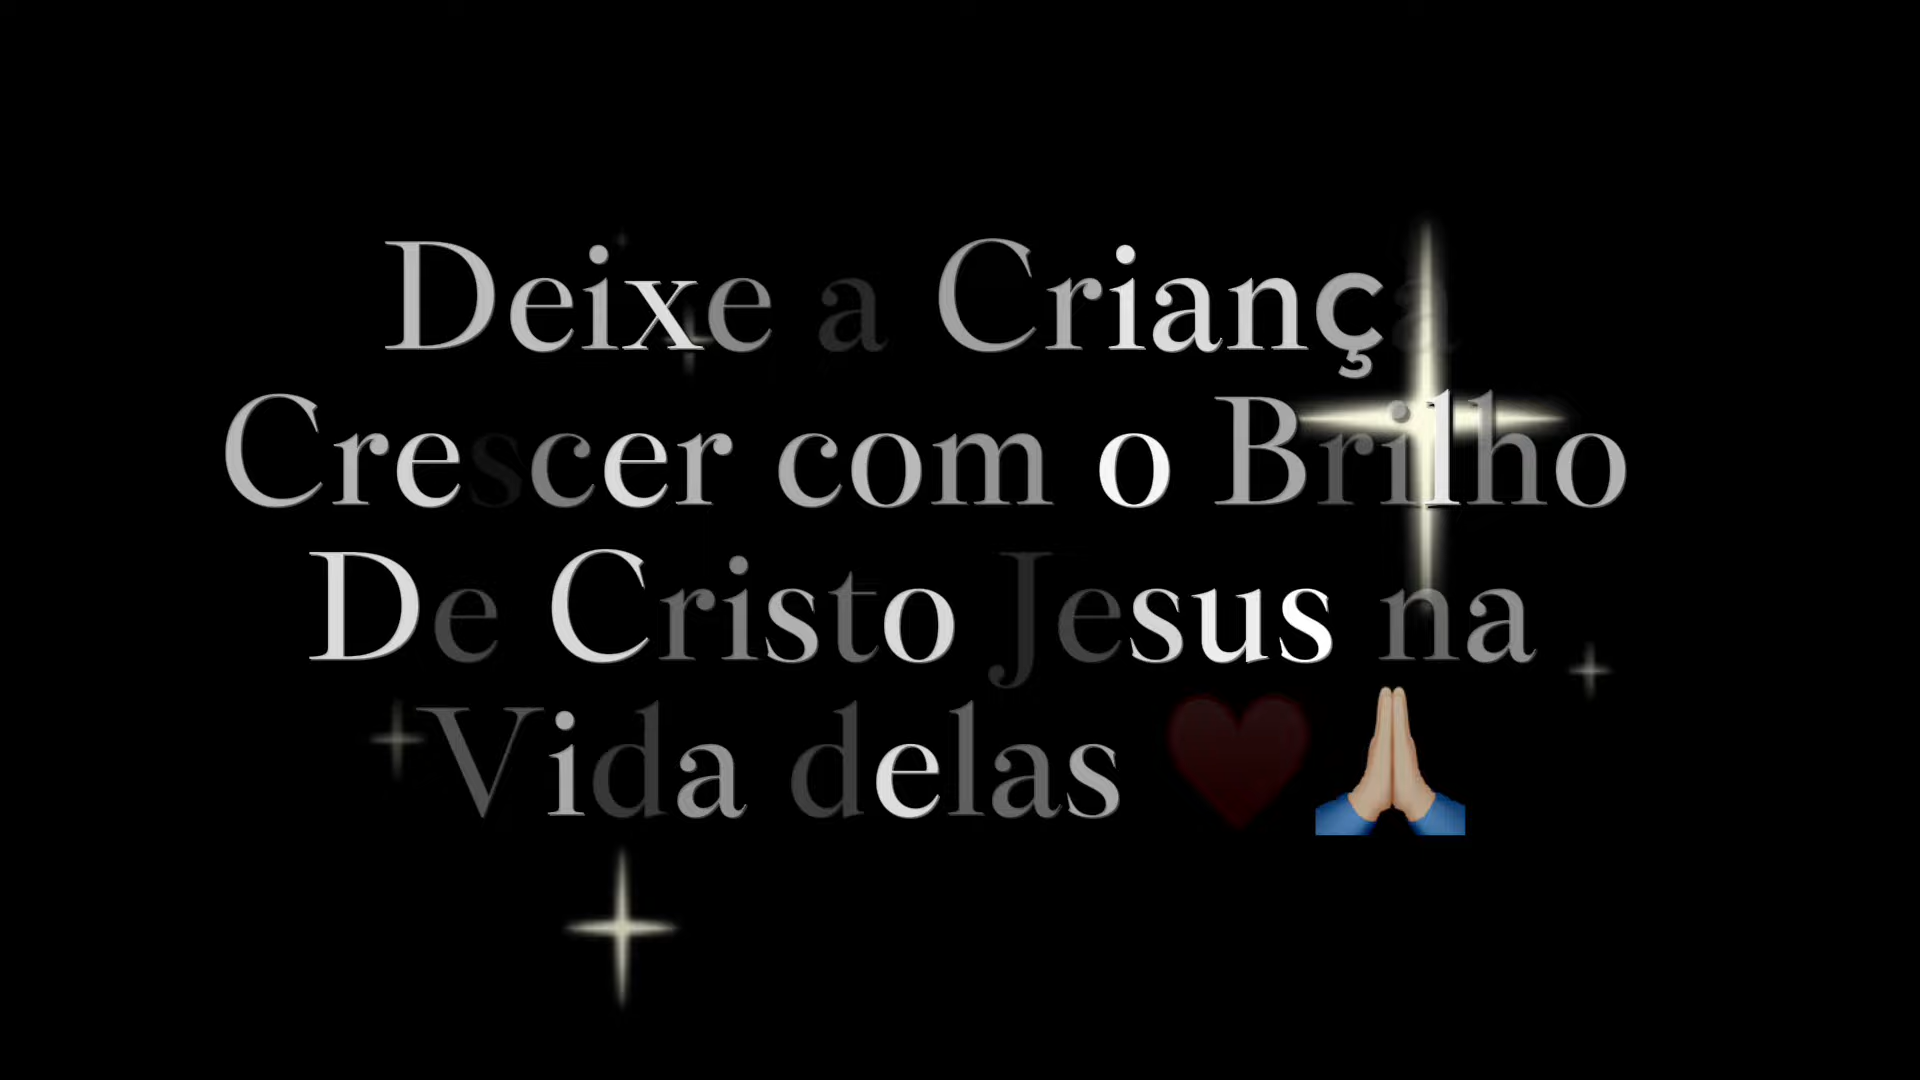 Deixe a Criança
Crescer com o Brilho
De Cristo Jesus na
Vida delas ♥️🙏🏼